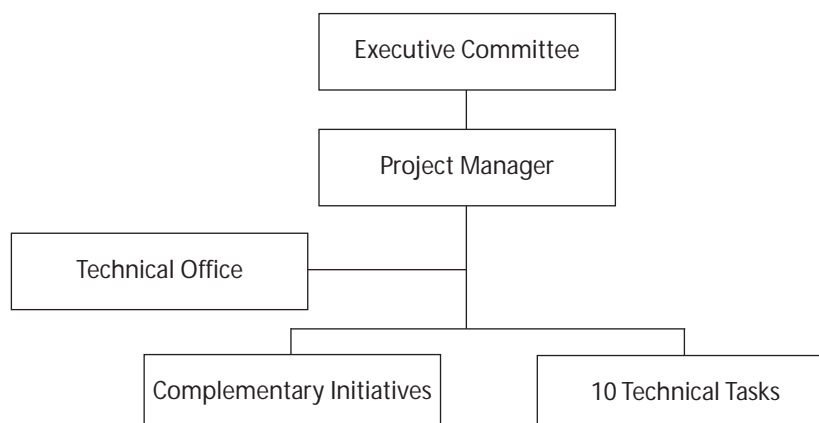 Executive Committee
Project Manager
Technical Office
Complementary Initiatives
10 Technical Tasks